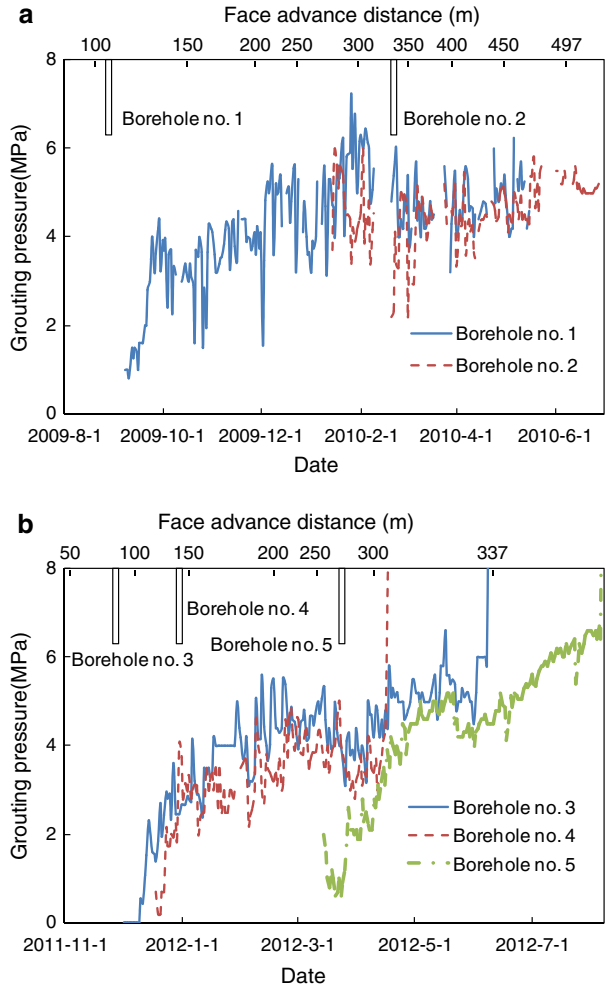 a
Face advance distance (m)
100 150 200 250 300 350 400 450 497
8
Borehole no. 1 Borehole no. 2
6
Grouting pressure(MPa)
4
2
Borehole no. 1
Borehole no. 2
0
2009-8-1 2009-10-1 2009-12-1 2010-2-1 2010-4-1 2010-6-1
Date
b
Face advance distance (m)
50 100 150 200 250 300 337
8
Borehole no. 4
Borehole no. 5
Borehole no. 3
6
Grouting pressure(MPa)
4
Borehole no. 3
Borehole no. 4
2
Borehole no. 5
0
2011-11-1 2012-1-1 2012-3-1 2012-5-1 2012-7-1
Date